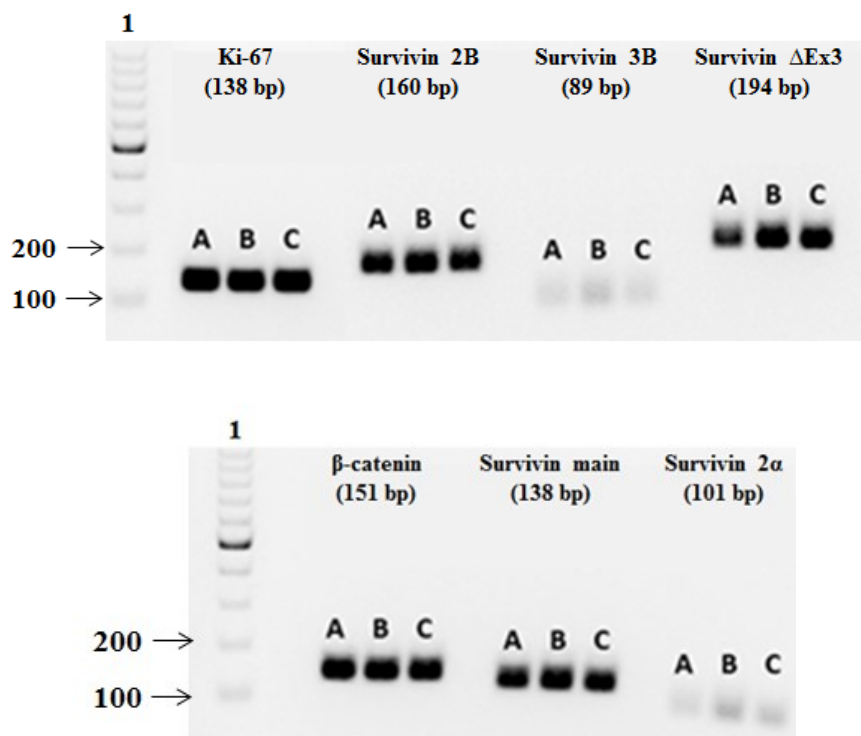 1
Ki-67 Survivin 2B Survivin 3B Survivin ΔEx3
(138 bp) (160 bp) (89 bp) (194 bp)
A B C
A B C
A B C
A B C
200
100
1
β-catenin Survivin main Survivin 2α
(151 bp) (138 bp) (101 bp)
A B C
A B C
A B C
200
100